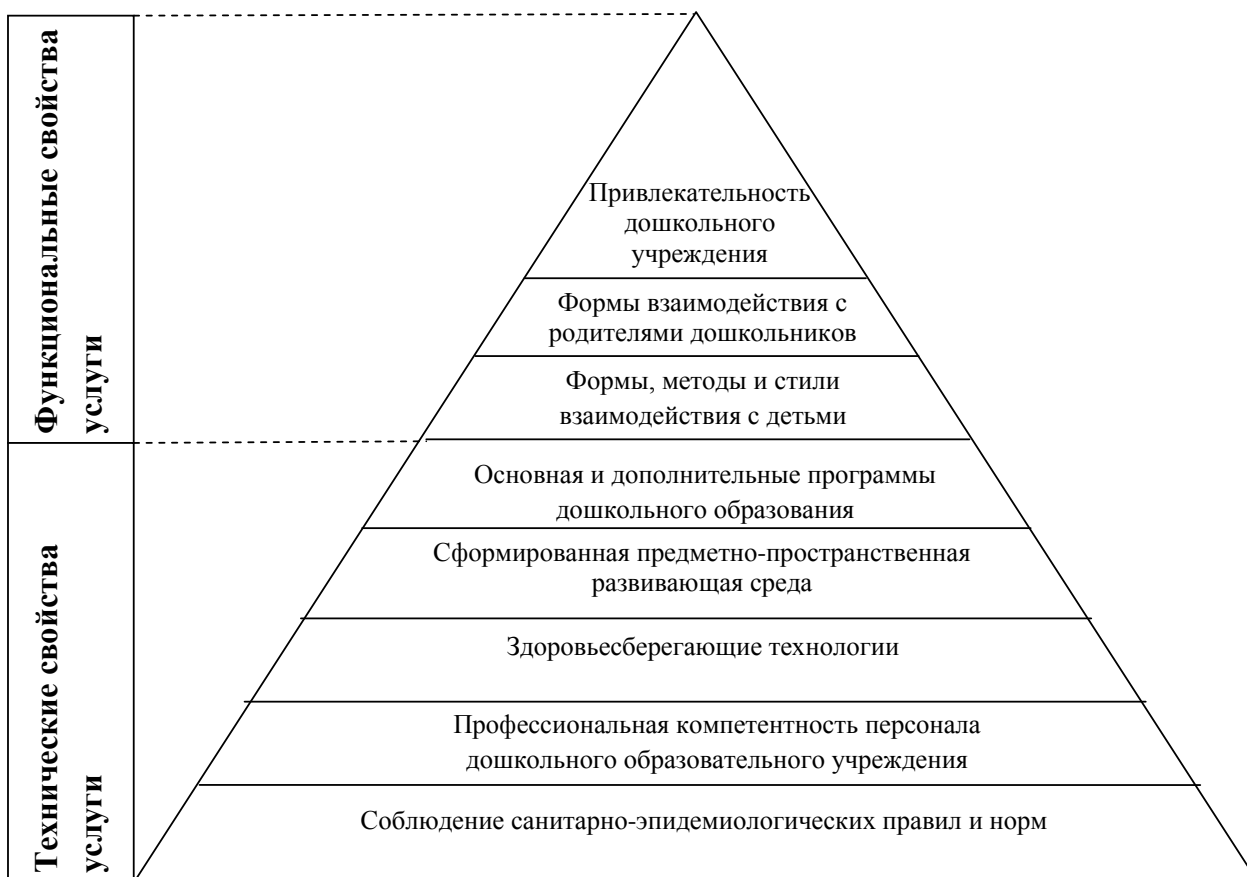 Функциональные свойства
услуги
Привлекательность
дошкольного
учреждения
Формы взаимодействия с
родителями дошкольников
Формы, методы и стили
взаимодействия с детьми
Технические свойства
услуги
Основная и дополнительные программы
дошкольного образования
Сформированная предметно-пространственная
развивающая среда
Здоровьесберегающие технологии
Профессиональная компетентность персонала
дошкольного образовательного учреждения
Соблюдение санитарно-эпидемиологических правил и норм